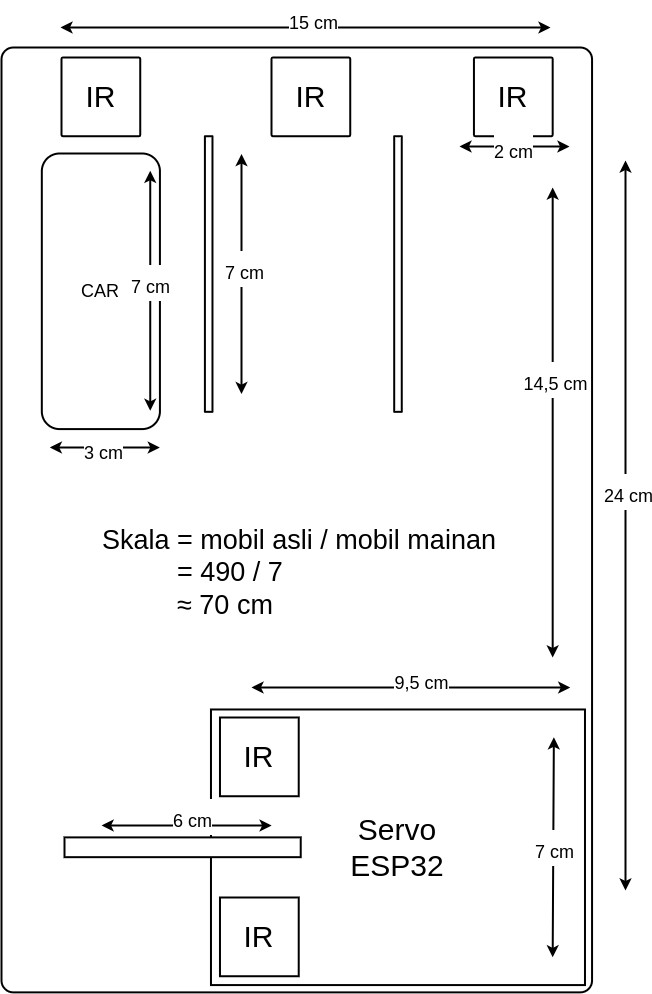 15 cm
IR
IR
IR
2 cm
7 cm
CAR
7 cm
14,5 cm
3 cm
24 cm
Skala = mobil asli / mobil mainan
= 490 / 7
≈ 70 cm
9,5 cm
IR
6 cm
Servo
ESP32
7 cm
IR